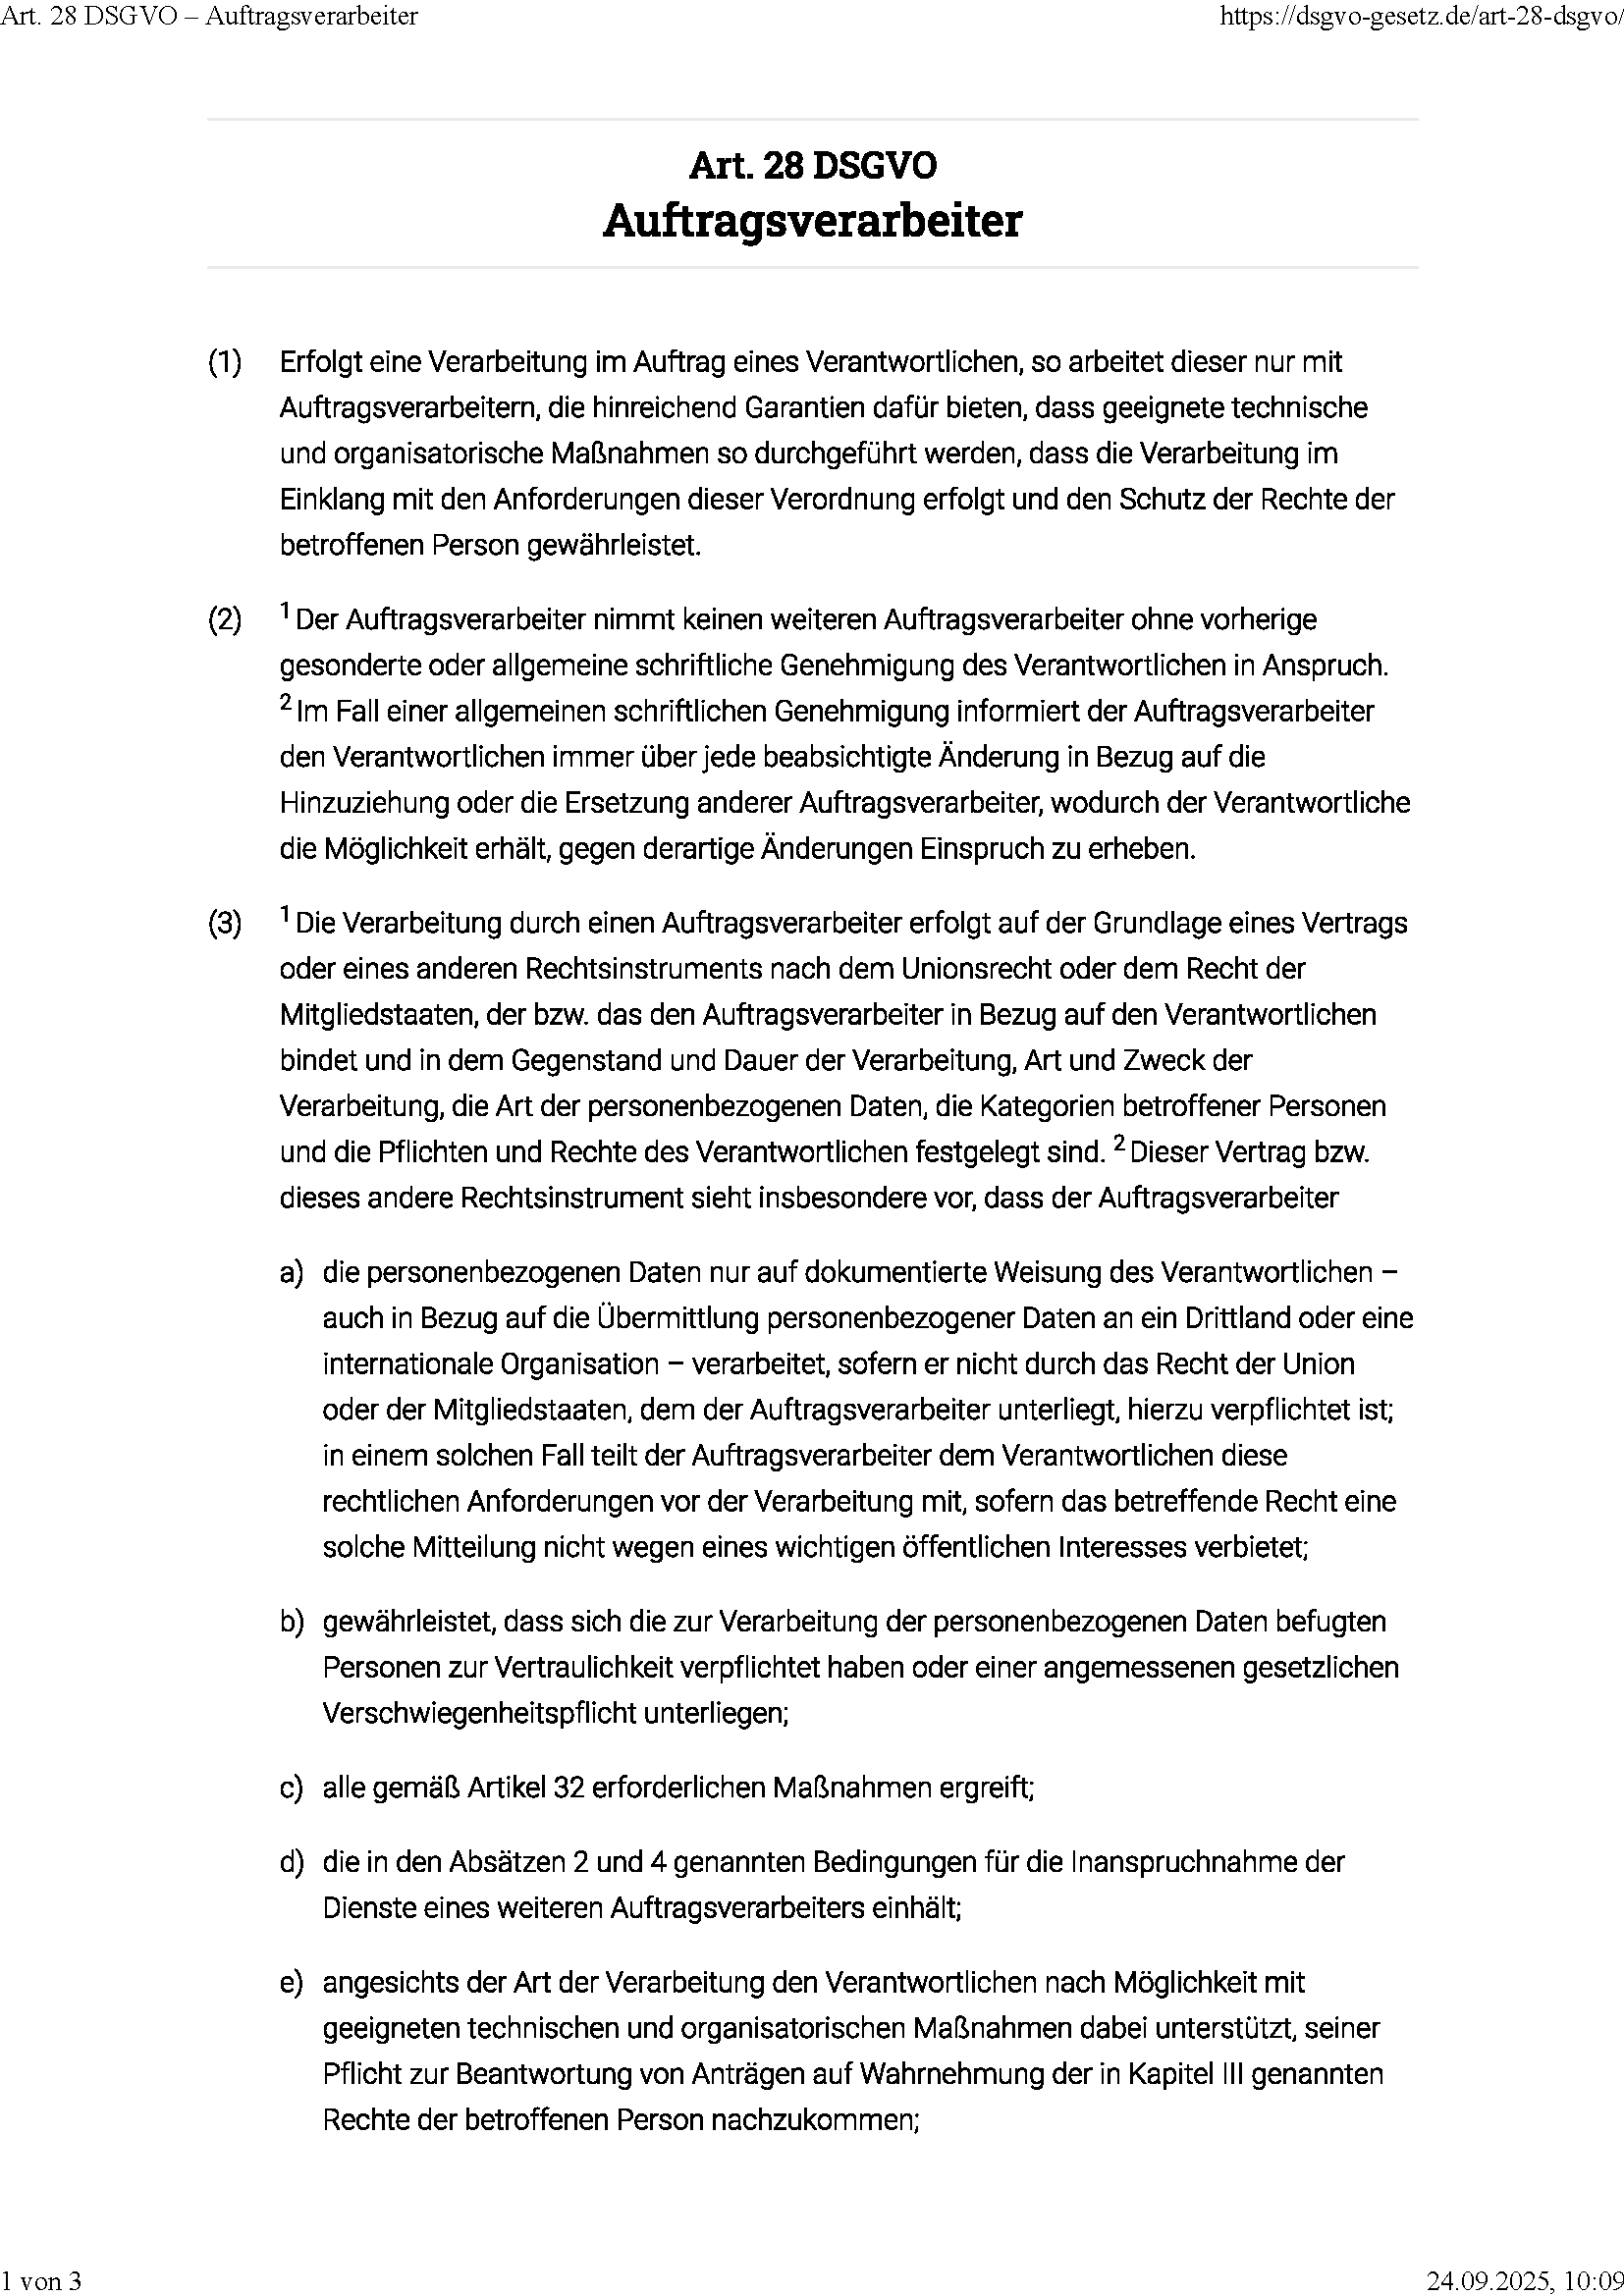 Art. 28 DSGVO – Auftragsverarbeiter
https://dsgvo-gesetz.de/art-28-dsgvo/
Art. 28 DSGVO
Auftragsverarbeiter
(1) Erfolgt eine Verarbeitung im Auftrag eines Verantwortlichen, so arbeitet dieser nur mit
Auftragsverarbeitern, die hinreichend Garantien dafür bieten, dass geeignete technische
und organisatorische Maßnahmen so durchgeführt werden, dass die Verarbeitung im
Einklang mit den Anforderungen dieser Verordnung erfolgt und den Schutz der Rechte der
betroffenen Person gewährleistet.
(2) 1 Der Auftragsverarbeiter nimmt keinen weiteren Auftragsverarbeiter ohne vorherige
gesonderte oder allgemeine schriftliche Genehmigung des Verantwortlichen in Anspruch.
2 Im Fall einer allgemeinen schriftlichen Genehmigung informiert der Auftragsverarbeiter
den Verantwortlichen immer über jede beabsichtigte Änderung in Bezug auf die
Hinzuziehung oder die Ersetzung anderer Auftragsverarbeiter, wodurch der Verantwortliche
die Möglichkeit erhält, gegen derartige Änderungen Einspruch zu erheben.
(3) 1 Die Verarbeitung durch einen Auftragsverarbeiter erfolgt auf der Grundlage eines Vertrags
oder eines anderen Rechtsinstruments nach dem Unionsrecht oder dem Recht der
Mitgliedstaaten, der bzw. das den Auftragsverarbeiter in Bezug auf den Verantwortlichen
bindet und in dem Gegenstand und Dauer der Verarbeitung, Art und Zweck der
Verarbeitung, die Art der personenbezogenen Daten, die Kategorien betroffener Personen
und die Pflichten und Rechte des Verantwortlichen festgelegt sind. 2 Dieser Vertrag bzw.
dieses andere Rechtsinstrument sieht insbesondere vor, dass der Auftragsverarbeiter
a) die personenbezogenen Daten nur auf dokumentierte Weisung des Verantwortlichen –
auch in Bezug auf die Übermittlung personenbezogener Daten an ein Drittland oder eine
internationale Organisation – verarbeitet, sofern er nicht durch das Recht der Union
oder der Mitgliedstaaten, dem der Auftragsverarbeiter unterliegt, hierzu verpflichtet ist;
in einem solchen Fall teilt der Auftragsverarbeiter dem Verantwortlichen diese
rechtlichen Anforderungen vor der Verarbeitung mit, sofern das betreffende Recht eine
solche Mitteilung nicht wegen eines wichtigen öffentlichen Interesses verbietet;
b) gewährleistet, dass sich die zur Verarbeitung der personenbezogenen Daten befugten
Personen zur Vertraulichkeit verpflichtet haben oder einer angemessenen gesetzlichen
Verschwiegenheitspflicht unterliegen;
c) alle gemäß Artikel 32 erforderlichen Maßnahmen ergreift;
d) die in den Absätzen 2 und 4 genannten Bedingungen für die Inanspruchnahme der
Dienste eines weiteren Auftragsverarbeiters einhält;
e) angesichts der Art der Verarbeitung den Verantwortlichen nach Möglichkeit mit
geeigneten technischen und organisatorischen Maßnahmen dabei unterstützt, seiner
Pflicht zur Beantwortung von Anträgen auf Wahrnehmung der in Kapitel III genannten
Rechte der betroffenen Person nachzukommen;
1 von 3
24.09.2025, 10:09